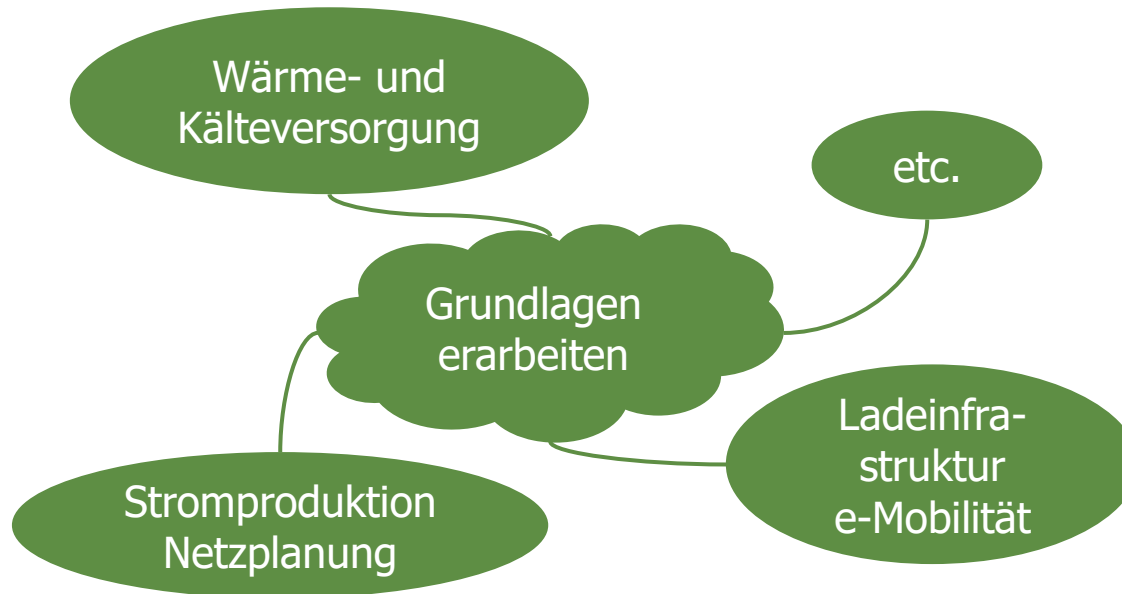 Wärme- und
Kälteversorgung
etc.
Grundlagen
erarbeiten
Ladeinfra-
struktur
e-Mobilität
Stromproduktion
Netzplanung